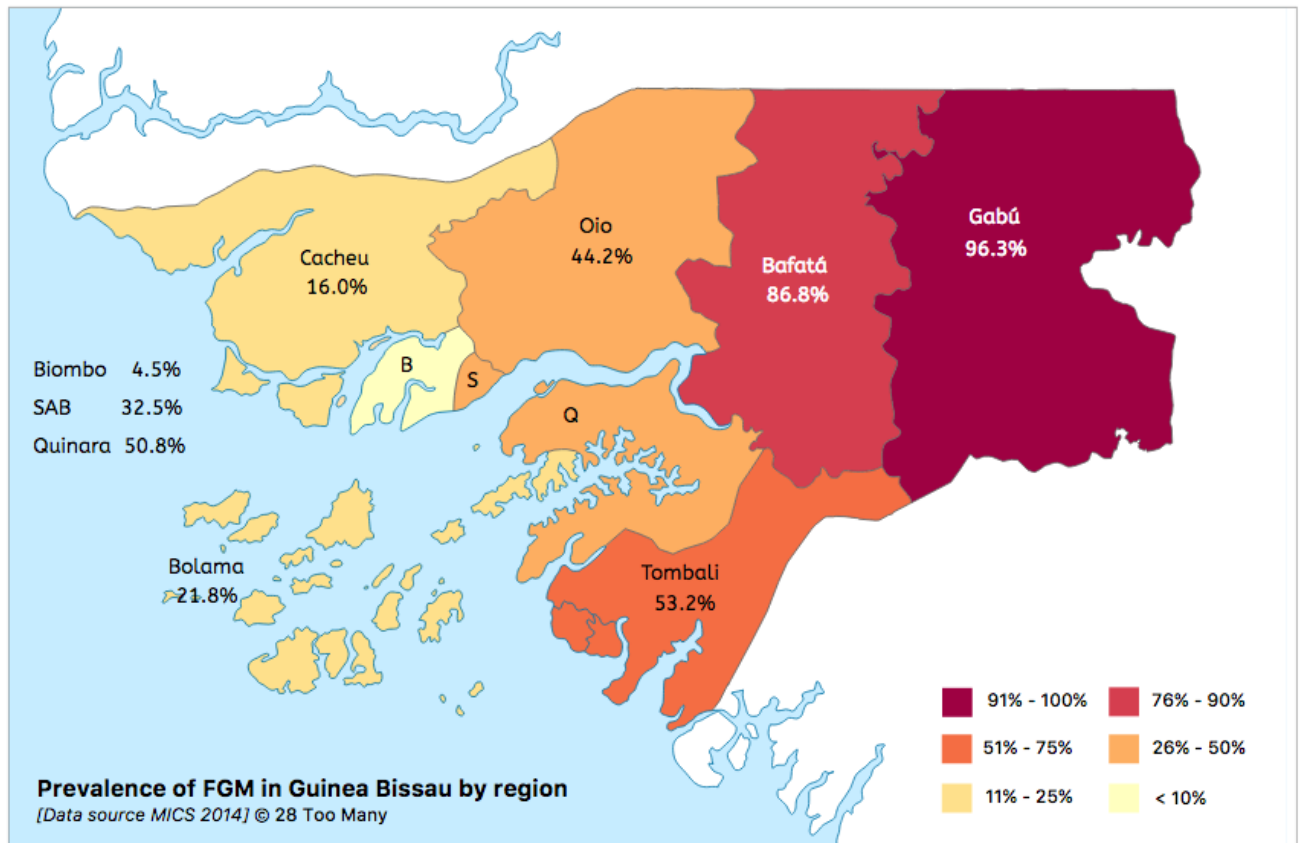 Oio
44.2%
Gabú
96.3%
Cacheu
16.0%
Bafatá
86.8%
B
S
Q
Biombo 4.5%
SAB 32.5%
Quinara 50.8%
Bolama
21.8%
Tombali
53.2%
91% - 100%
76% - 90%
51% - 75%
26% - 50%
11% - 25%
< 10%
Prevalence of FGM in Guinea Bissau by region
[Data source MICS 2014] © 28 Too Many